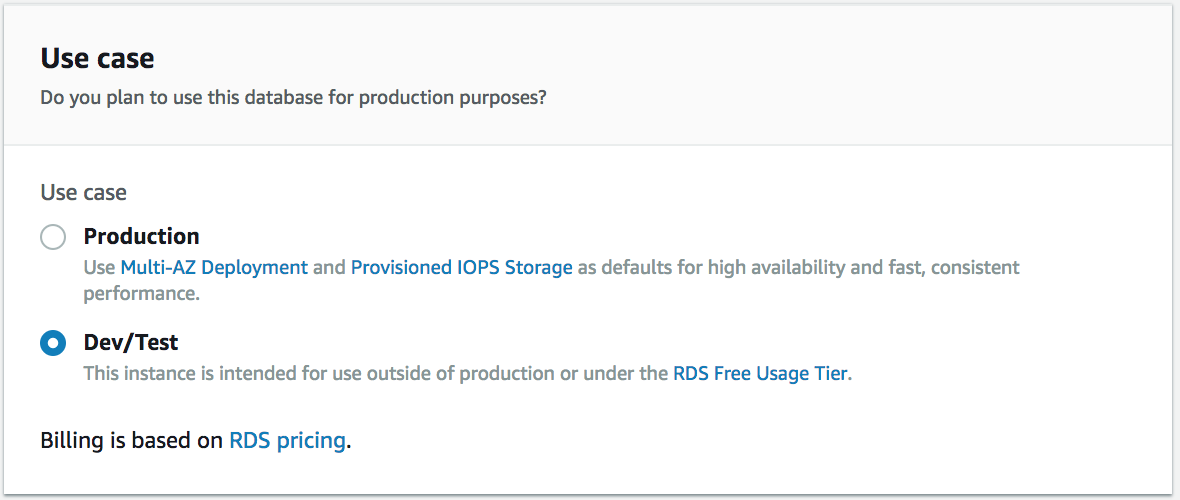 Use case
Do you plan to use this database for production purposes?
Use case
Production
Use Multi-AZ Deployment and Provisioned IOPS Storage as defaults for high availability and fast, consistent
performance.
Dev/Test
This instance is intended for use outside of production or under the RDS Free Usage Tier.
Billing is based on RDS pricing.